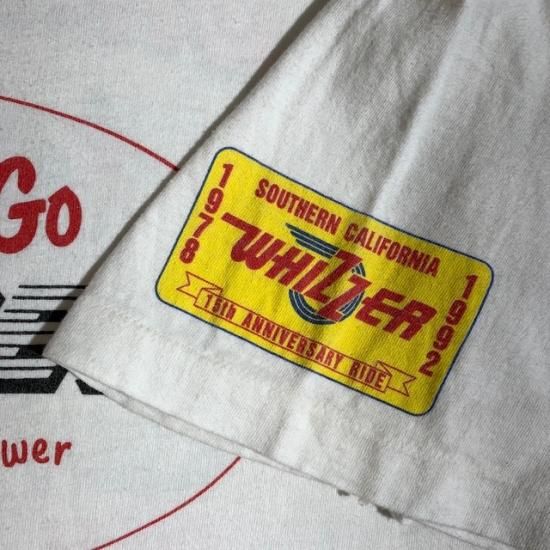 Go
wer
SOUTHERN CALIFORNIA
1978
WHIZZER
1992
15th ANNIVERSARY RIDE